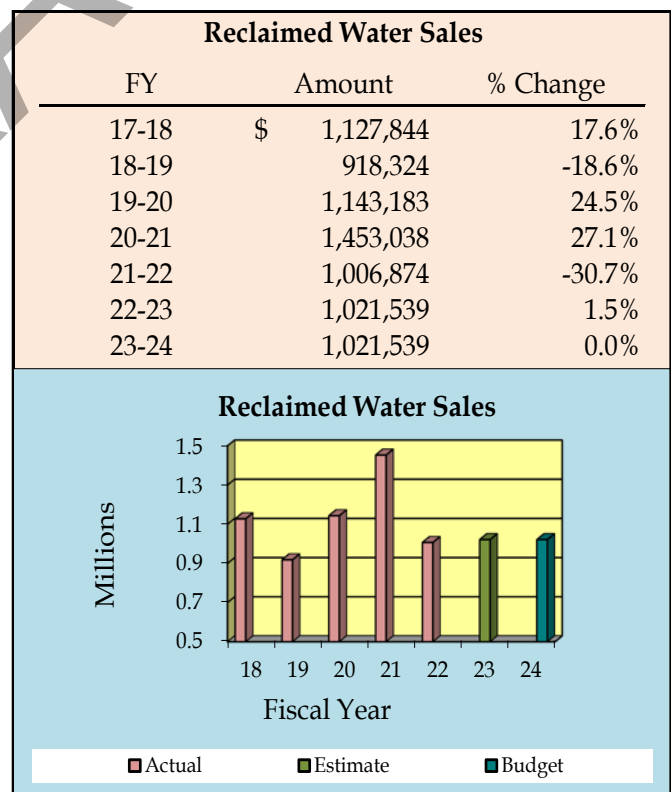 Reclaimed Water Sales
FY Amount % Change
17-18 $ 1,127,844 17.6%
18-19 918,324 -18.6%
19-20 1,143,183 24.5%
20-21 1,453,038 27.1%
21-22 1,006,874 -30.7%
22-23 1,021,539 1.5%
23-24 1,021,539 0.0%
Reclaimed Water Sales
Millions
1.5
1.3
1.1
0.9
0.7
0.5
18 19 20 21 22 23 24
Fiscal Year
Actual Estimate Budget